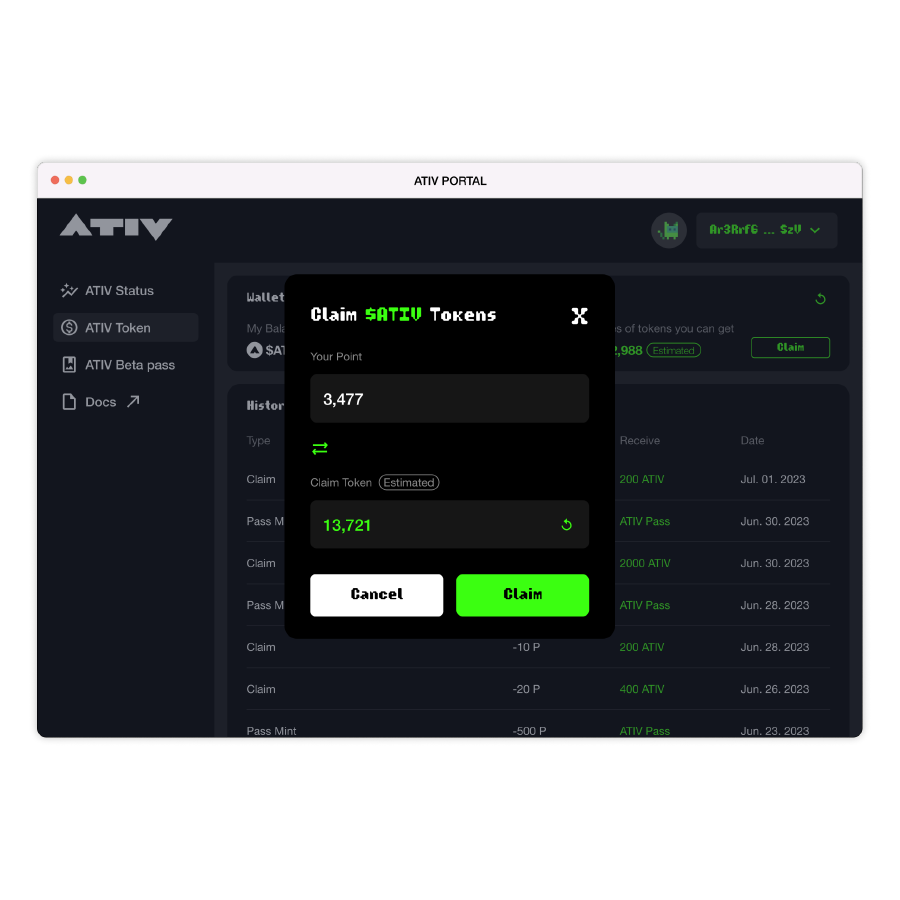 ATIV PORTAL
ATIV
Ar3RrfG ... SzV
ATIV Status
ATIV Token
ATIV Beta pass
Docs
Wallet
My
of tokens you can get
2,988 Estimated
Claim
Claim $ATIV Tokens
X
Your Point
3,477
Claim Token Estimated
13,721
Cancel Claim
Type Receive Date
Claim 200 ATIV Jul. 01. 2023
Pass ATIV Pass Jun. 30. 2023
Claim 2000 ATIV Jun. 30. 2023
Pass ATIV Pass Jun. 28. 2023
Claim -10 P 200 ATIV Jun. 28. 2023
Claim -20 P 400 ATIV Jun. 26. 2023
Pass Mint -500 P ATIV Pass Jun. 23. 2023